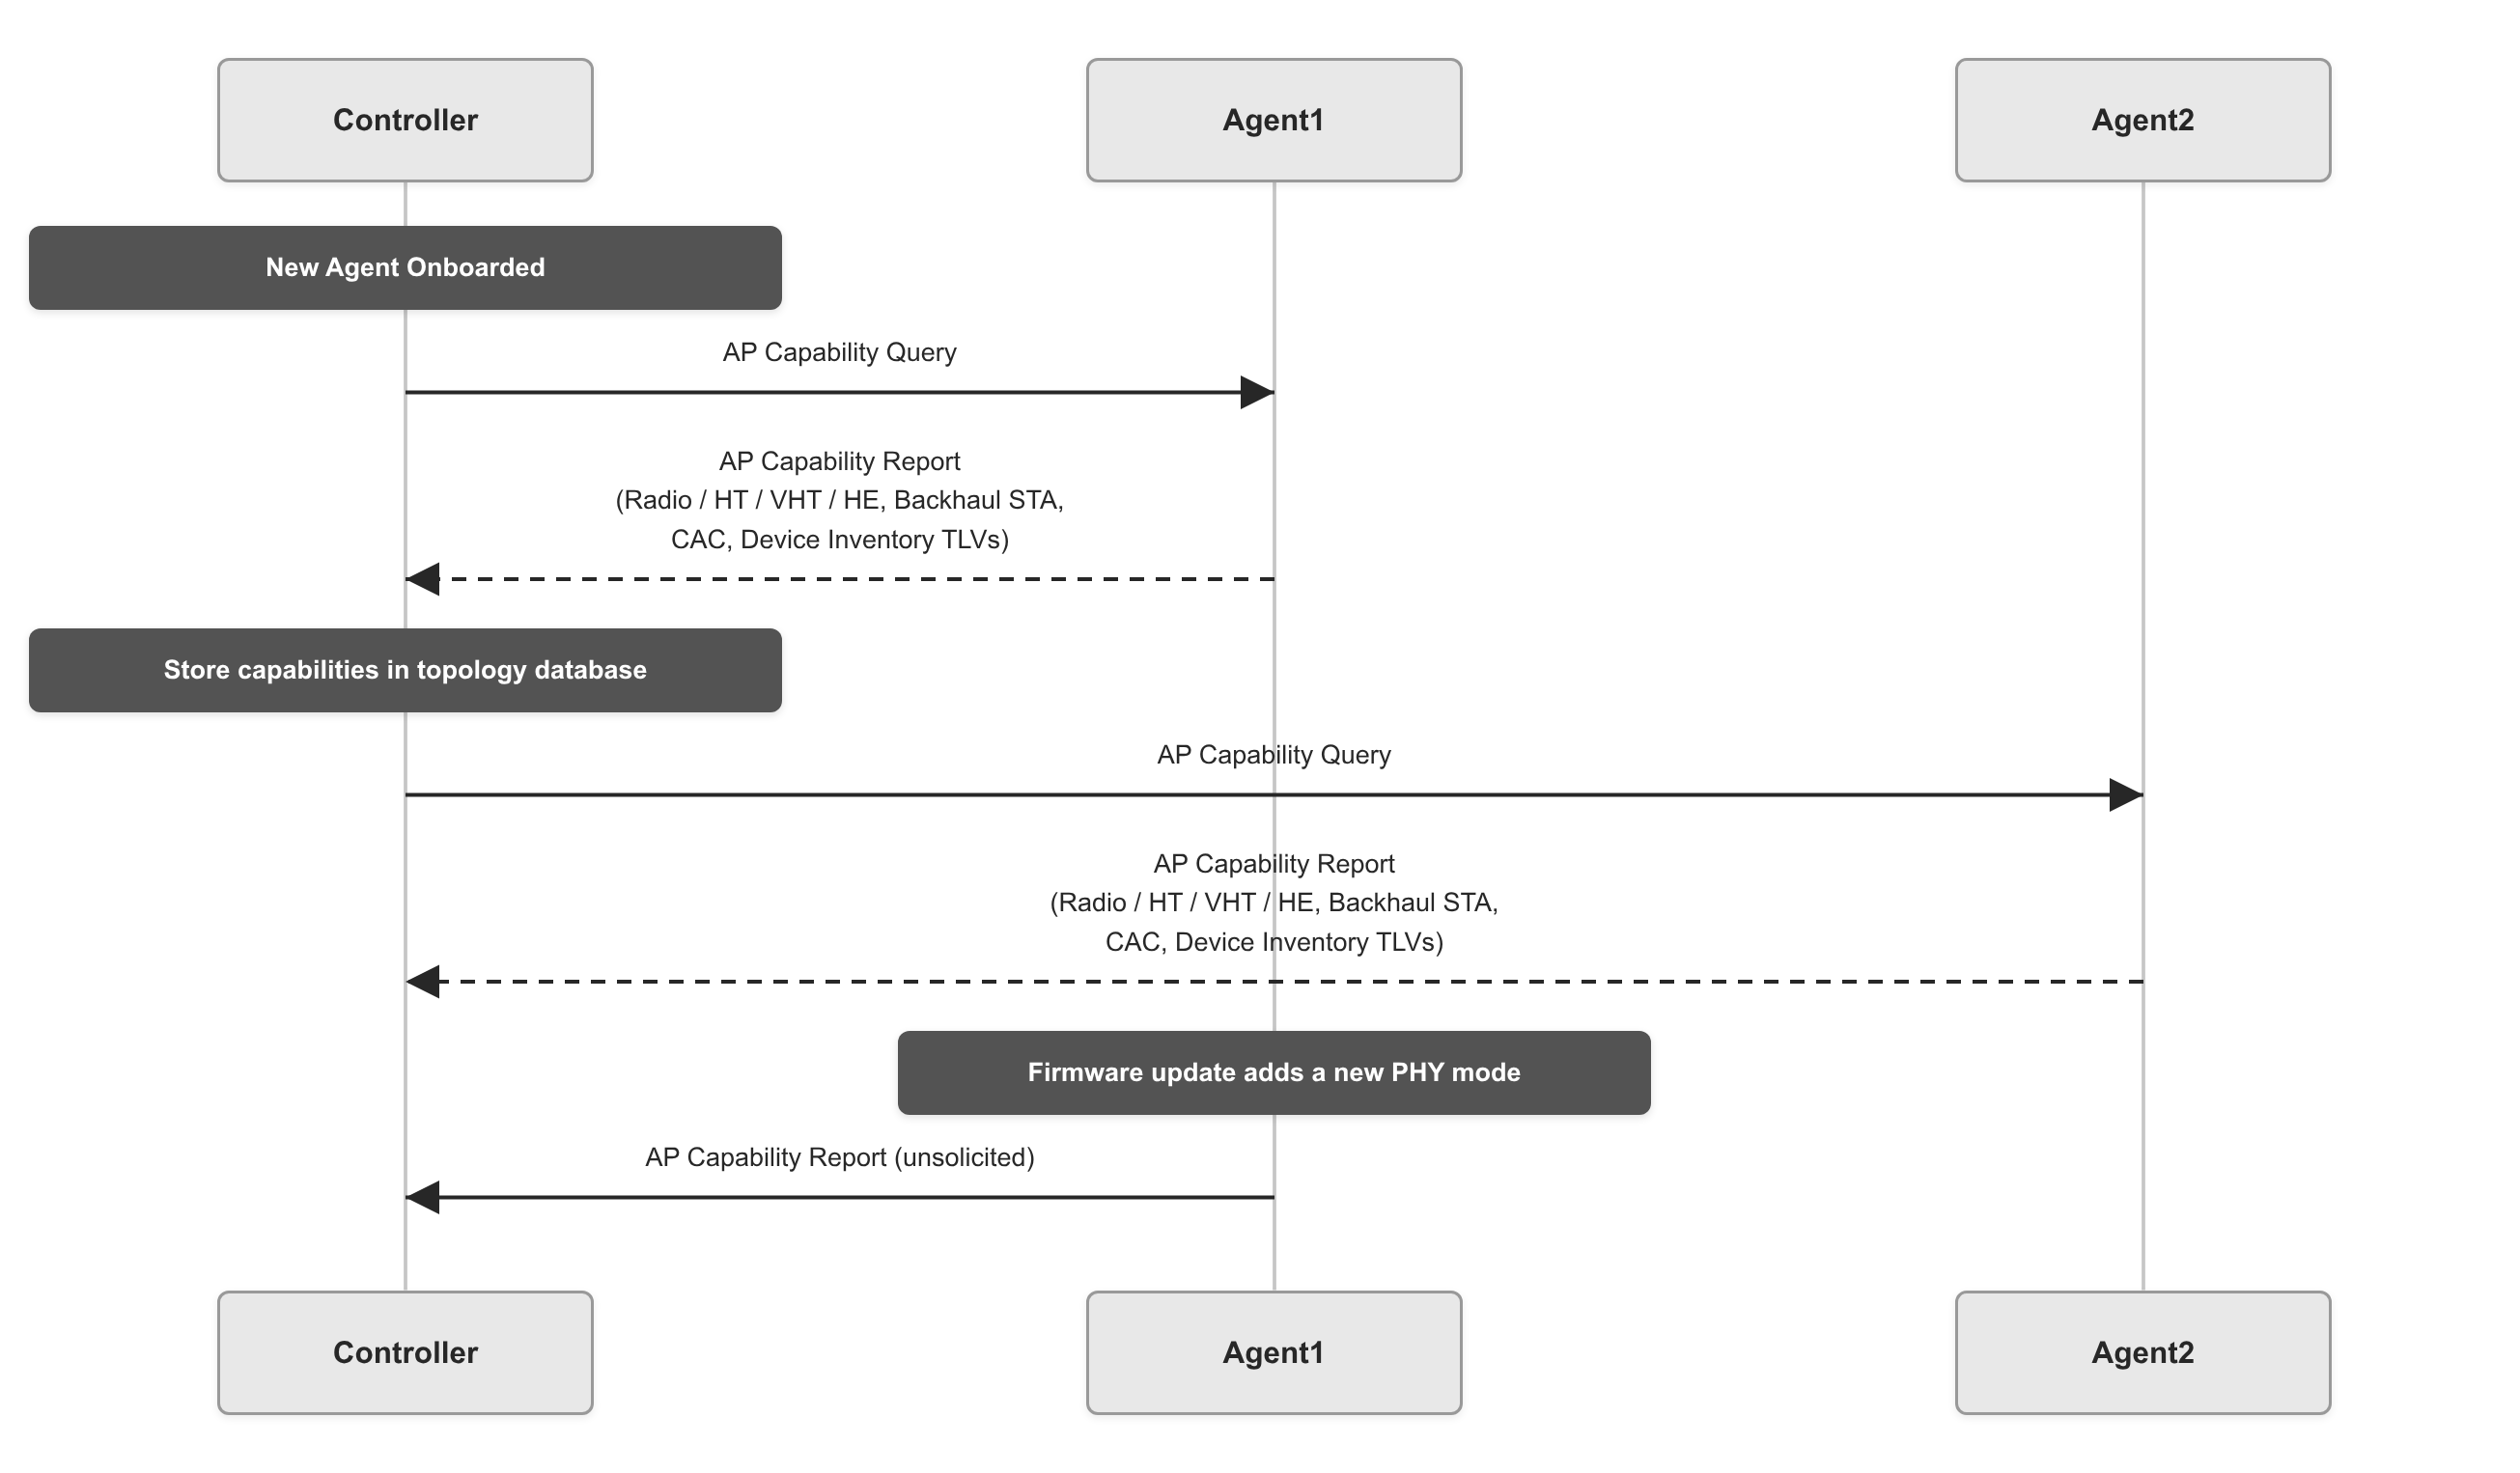 Controller
Agent1
Agent2
New Agent Onboarded
AP Capability Query
AP Capability Report
(Radio / HT / VHT / HE, Backhaul STA,
CAC, Device Inventory TLVs)
Store capabilities in topology database
AP Capability Query
AP Capability Report
(Radio / HT / VHT / HE, Backhaul STA,
CAC, Device Inventory TLVs)
Firmware update adds a new PHY mode
AP Capability Report (unsolicited)
Controller
Agent1
Agent2